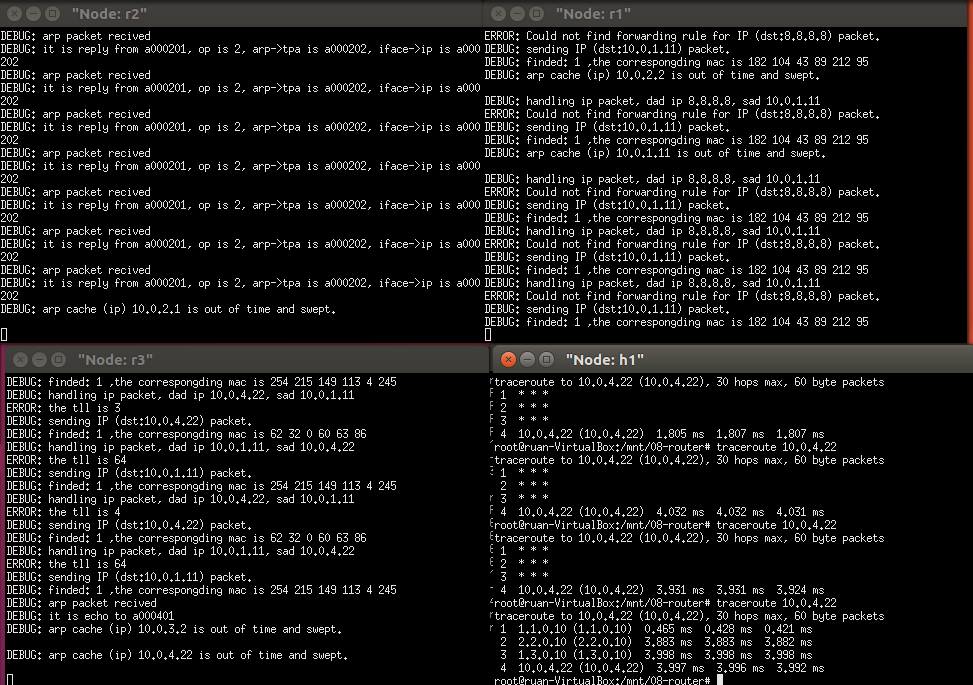 "Node: r2"
DEBUG: arp packet recived
DEBUG: it is reply from a000201, op is 2, arp->tpa is a000202, iface->ip is a000
202
DEBUG: arp packet recived
DEBUG: it is reply from a000201, op is 2, arp->tpa is a000202, iface->ip is a000
202
DEBUG: arp packet recived
DEBUG: it is reply from a000201, op is 2, arp->tpa is a000202, iface->ip is a000
202
DEBUG: arp packet recived
DEBUG: it is reply from a000201, op is 2, arp->tpa is a000202, iface->ip is a000
202
DEBUG: arp packet recived
DEBUG: it is reply from a000201, op is 2, arp->tpa is a000202, iface->ip is a000
202
DEBUG: arp packet recived
DEBUG: it is reply from a000201, op is 2, arp->tpa is a000202, iface->ip is a000
202
DEBUG: arp packet recived
DEBUG: it is reply from a000201, op is 2, arp->tpa is a000202, iface->ip is a000
202
DEBUG: arp cache (ip) 10.0.2.1 is out of time and swept.
"Node: r1"
ERROR: Could not find forwarding rule for IP (dst:8.8.8.8) packet.
DEBUG: sending IP (dst:10.0.1.11) packet.
DEBUG: finded: 1 ,the correspongding mac is 182 104 43 89 212 95
DEBUG: arp cache (ip) 10.0.2.2 is out of time and swept.
DEBUG: handling ip packet, dad ip 8.8.8.8, sad 10.0.1.11
ERROR: Could not find forwarding rule for IP (dst:8.8.8.8) packet.
DEBUG: sending IP (dst:10.0.1.11) packet.
DEBUG: finded: 1 ,the correspongding mac is 182 104 43 89 212 95
DEBUG: arp cache (ip) 10.0.1.11 is out of time and swept.
DEBUG: handling ip packet, dad ip 8.8.8.8, sad 10.0.1.11
ERROR: Could not find forwarding rule for IP (dst:8.8.8.8) packet.
DEBUG: sending IP (dst:10.0.1.11) packet.
DEBUG: finded: 1 ,the correspongding mac is 182 104 43 89 212 95
DEBUG: handling ip packet, dad ip 8.8.8.8, sad 10.0.1.11
ERROR: Could not find forwarding rule for IP (dst:8.8.8.8) packet.
DEBUG: sending IP (dst:10.0.1.11) packet.
DEBUG: finded: 1 ,the correspongding mac is 182 104 43 89 212 95
DEBUG: handling ip packet, dad ip 8.8.8.8, sad 10.0.1.11
ERROR: Could not find forwarding rule for IP (dst:8.8.8.8) packet.
DEBUG: sending IP (dst:10.0.1.11) packet.
DEBUG: finded: 1 ,the correspongding mac is 182 104 43 89 212 95
"Node: r3"
DEBUG: finded: 1 ,the correspongding mac is 254 215 149 113 4 245
DEBUG: handling ip packet, dad ip 10.0.4.22, sad 10.0.1.11
ERROR: the tll is 3
DEBUG: sending IP (dst:10.0.4.22) packet.
DEBUG: finded: 1 ,the correspongding mac is 62 32 0 60 63 86
DEBUG: handling ip packet, dad ip 10.0.1.11, sad 10.0.4.22
ERROR: the tll is 64
DEBUG: sending IP (dst:10.0.1.11) packet.
DEBUG: finded: 1 ,the correspongding mac is 254 215 149 113 4 245
DEBUG: handling ip packet, dad ip 10.0.4.22, sad 10.0.1.11
ERROR: the tll is 4
DEBUG: sending IP (dst:10.0.4.22) packet.
DEBUG: finded: 1 ,the correspongding mac is 62 32 0 60 63 86
DEBUG: handling ip packet, dad ip 10.0.1.11, sad 10.0.4.22
ERROR: the tll is 64
DEBUG: sending IP (dst:10.0.1.11) packet.
DEBUG: finded: 1 ,the correspongding mac is 254 215 149 113 4 245
DEBUG: arp packet recived
DEBUG: it is echo to a000401
DEBUG: arp cache (ip) 10.0.3.2 is out of time and swept.
DEBUG: arp cache (ip) 10.0.4.22 is out of time and swept.
"Node: h1"
traceroute to 10.0.4.22 (10.0.4.22), 30 hops max, 60 byte packets
1 * * *
2 * * *
3 * * *
4 10.0.4.22 (10.0.4.22) 1.805 ms 1.807 ms 1.807 ms
root@ruan-VirtualBox:/mnt/08-router# traceroute 10.0.4.22
traceroute to 10.0.4.22 (10.0.4.22), 30 hops max, 60 byte packets
1 * * *
2 * * *
3 * * *
4 10.0.4.22 (10.0.4.22) 4.032 ms 4.032 ms 4.031 ms
root@ruan-VirtualBox:/mnt/08-router# traceroute 10.0.4.22
traceroute to 10.0.4.22 (10.0.4.22), 30 hops max, 60 byte packets
1 * * *
2 * * *
3 * * *
4 10.0.4.22 (10.0.4.22) 3.931 ms 3.931 ms 3.924 ms
root@ruan-VirtualBox:/mnt/08-router# traceroute 10.0.4.22
traceroute to 10.0.4.22 (10.0.4.22), 30 hops max, 60 byte packets
1 1.1.0.10 (1.1.0.10) 0.465 ms 0.428 ms 0.421 ms
2 2.2.0.10 (2.2.0.10) 3.883 ms 3.883 ms 3.882 ms
3 1.3.0.10 (1.3.0.10) 3.998 ms 3.998 ms 3.998 ms
4 10.0.4.22 (10.0.4.22) 3.997 ms 3.996 ms 3.992 ms
root@ruan-VirtualBox:/mnt/08-router#